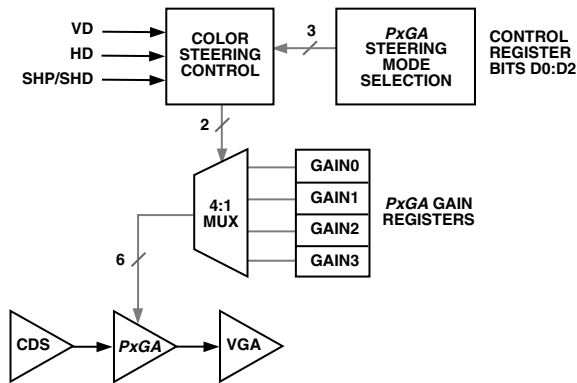 VD
HD
SHP/SHD
COLOR
STEERING
CONTROL
3
PxGA
STEERING
MODE
SELECTION
CONTROL
REGISTER
BITS D0:D2
2
4:1
MUX
GAIN0
GAIN1
GAIN2
GAIN3
PxGA GAIN
REGISTERS
6
CDS
PxGA
VGA